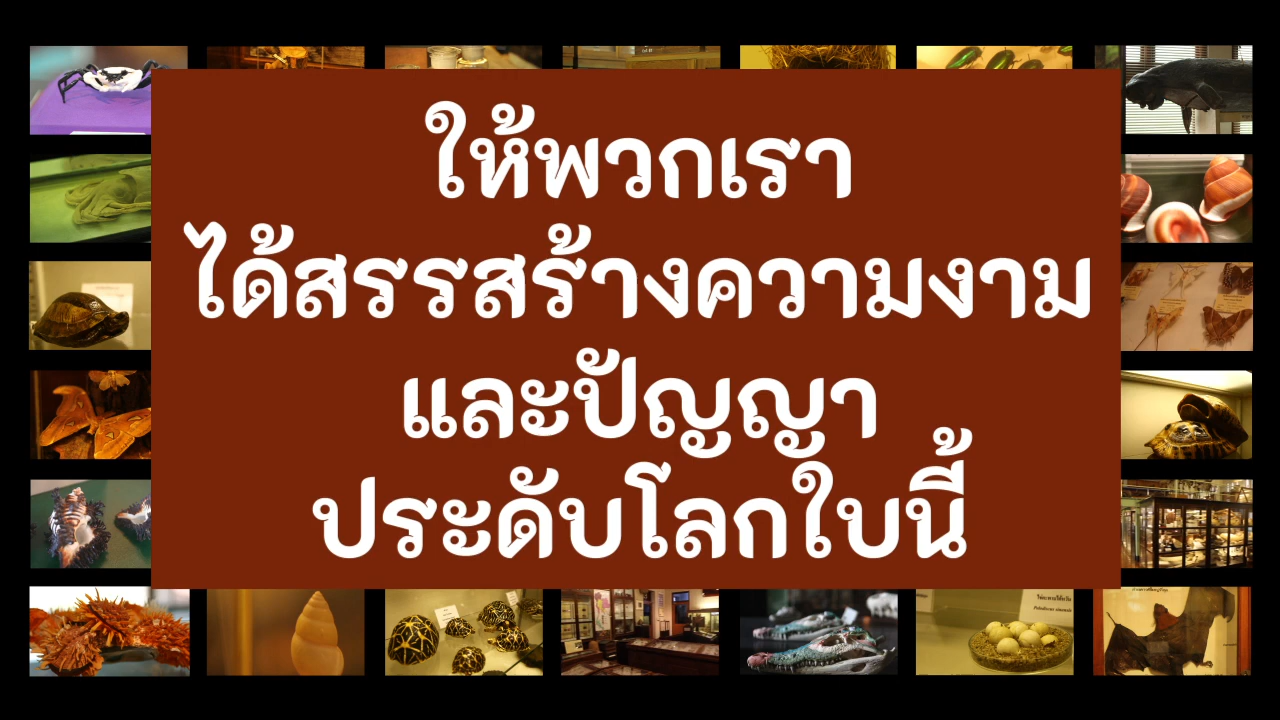 ให้พวกเรา
ได้สรรสร้างความงาม
และปัญญา
ประดับโลกใบนี้